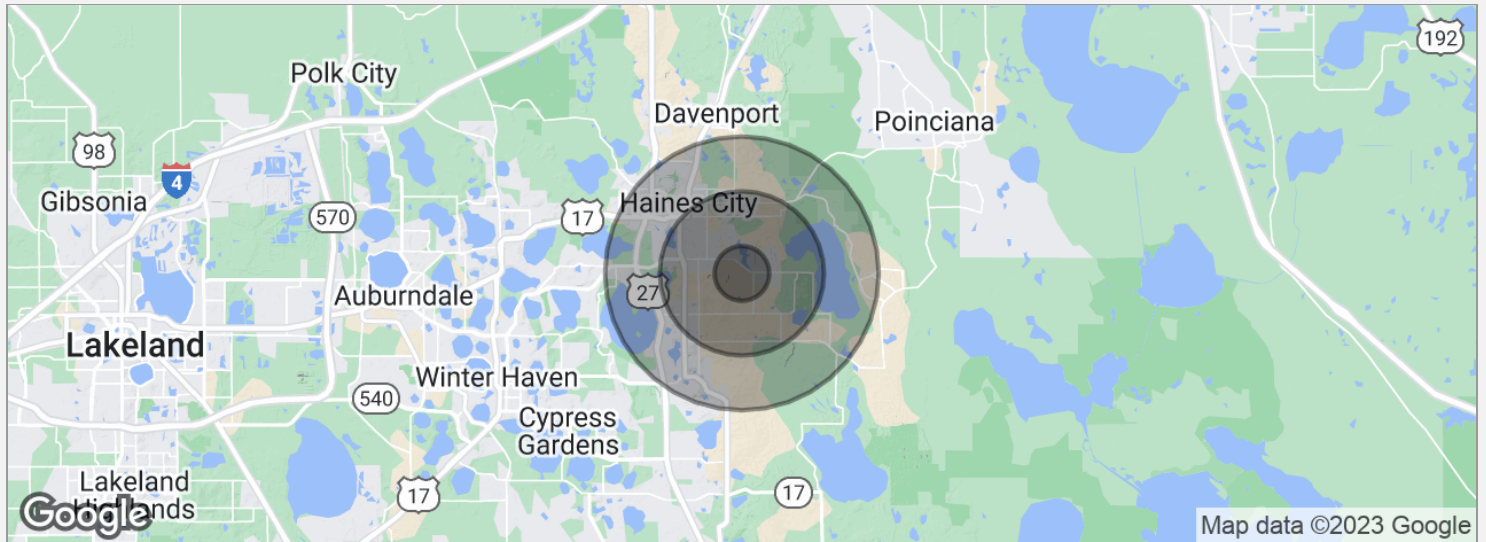 192
Polk City
Davenport
Poinciana
98
4
Gibsonia
Haines City
570
17
27
Auburndale
Lakeland
Winter Haven
540
Cypress
Gardens
Lakeland
Highlands
17
17
Google
Map data ©2023 Google